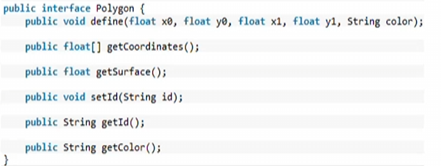 public interface Polygon {
public void define(float x0, float y0, float x1, float y1, String color);
public float[] getCoordinates();
public float getSurface();
public void setId(String id);
public String getId();
public String getColor();
}